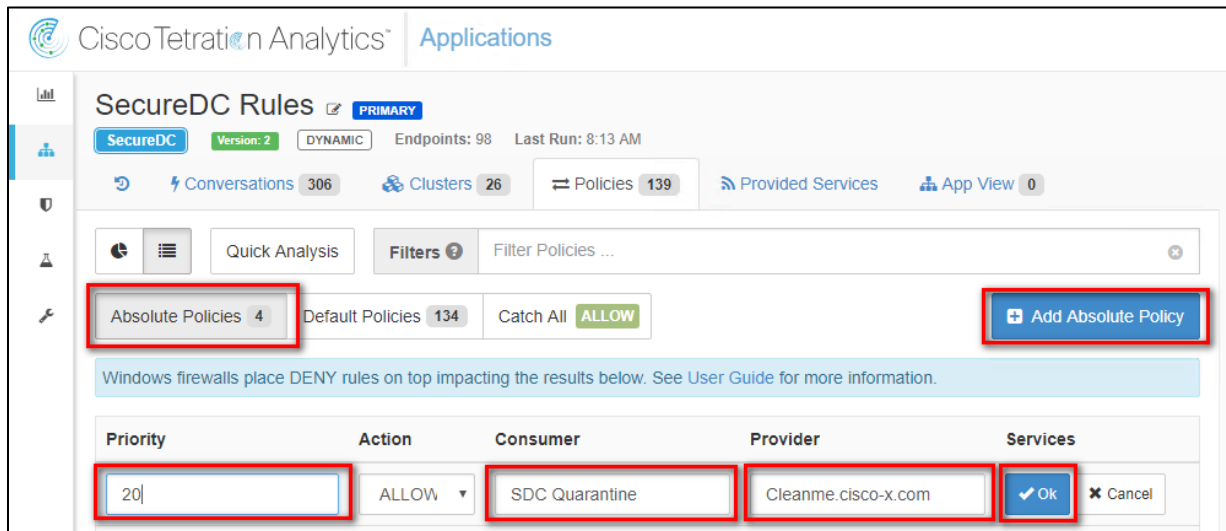 Cisco Tetration Analytics™ Applications
SecureDC Rules PRIMARY
SecureDC Version: 2 DYNAMIC Endpoints: 98 Last Run: 8:13 AM
Conversations 306 Clusters 26 Policies 139 Provided Services App View 0
Quick Analysis Filters ? Filter Policies ...
Absolute Policies 4 Default Policies 134 Catch All ALLOW Add Absolute Policy
Windows firewalls place DENY rules on top impacting the results below. See User Guide for more information.
Priority Action Consumer Provider Services
20 ALLOW SDC Quarantine Cleanme.cisco-x.com Ok Cancel